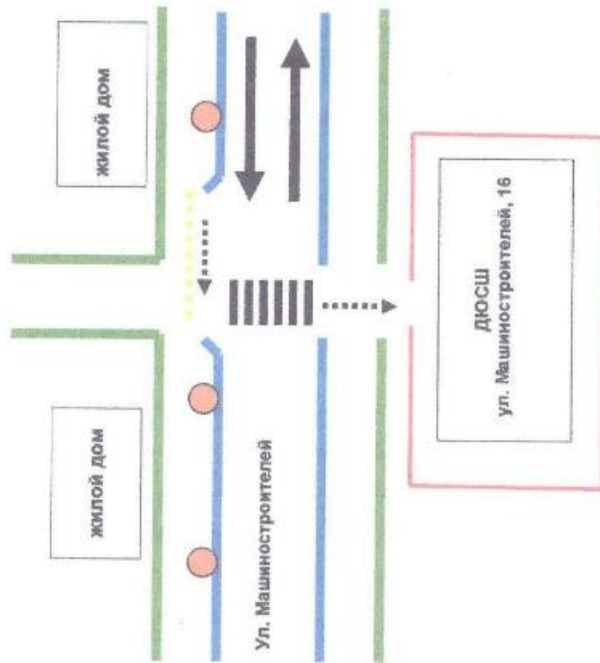 жилой дом
жилой дом
Ул. Машиностроителей
ДЮСШ
ул. Машиностроителей, 16